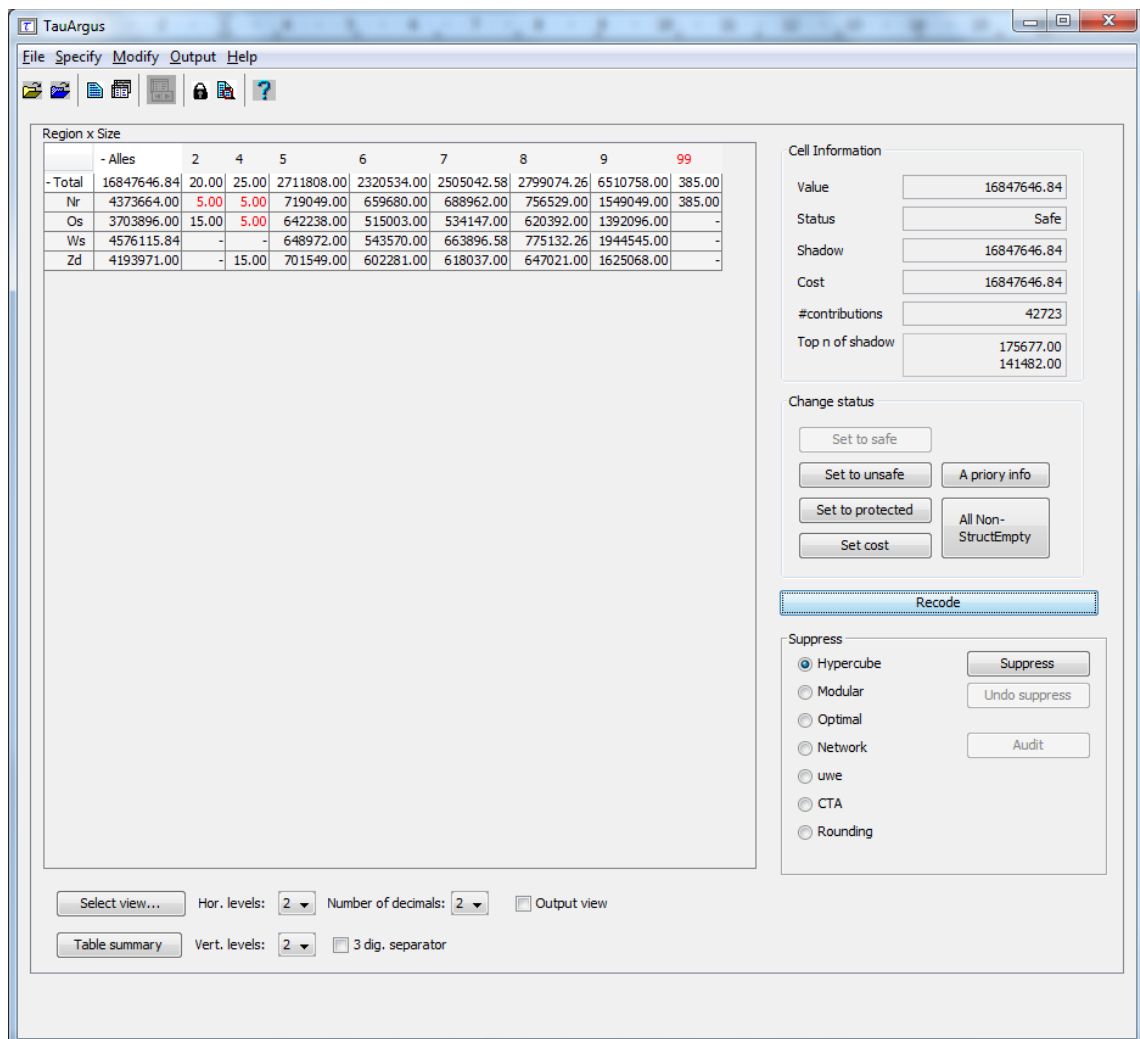 TauArgus
File Specify Modify Output Help
Region x Size
- Alles 2 4 5 6 7 8 9 99
- Total 16847646.84 20.00 25.00 2711808.00 2320534.00 2505042.58 2799074.26 6510758.00 385.00
Nr 4373664.00 5.00 5.00 719049.00 659680.00 688962.00 756529.00 1549049.00 385.00
Os 3703896.00 15.00 5.00 642238.00 515003.00 534147.00 620392.00 1392096.00 -
Ws 4576115.84 - - 648972.00 543570.00 663896.58 775132.26 1944545.00 -
Zd 4193971.00 - 15.00 701549.00 602281.00 618037.00 647021.00 1625068.00 -
Cell Information
Value 16847646.84
Status Safe
Shadow 16847646.84
Cost 16847646.84
#contributions 42723
Top n of shadow 175677.00
141482.00
Change status
Set to safe
Set to unsafe A priory info
Set to protected All Non-
StructEmpty
Set cost
Recode
Suppress
Hypercube Suppress
Modular Undo suppress
Optimal
Network Audit
uwe
CTA
Rounding
Select view... Hor. levels: 2 Number of decimals: 2 Output view
Table summary Vert. levels: 2 3 dig. separator